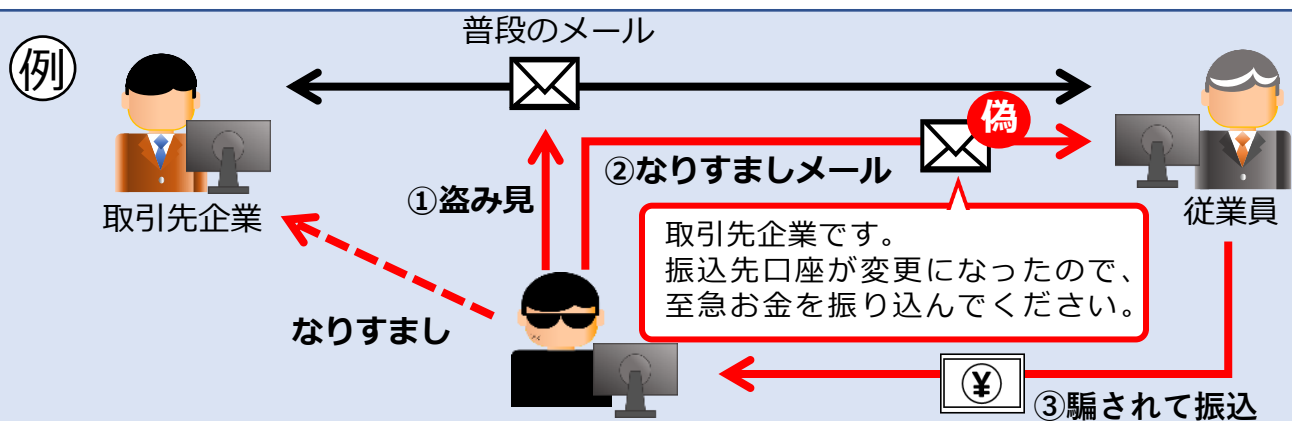 例
普段のメール
偽
②なりすましメール
①盗み見
取引先企業
従業員
取引先企業です。
振込先口座が変更になったので、
至急お金を振り込んでください。
なりすまし
¥
③騙されて振込